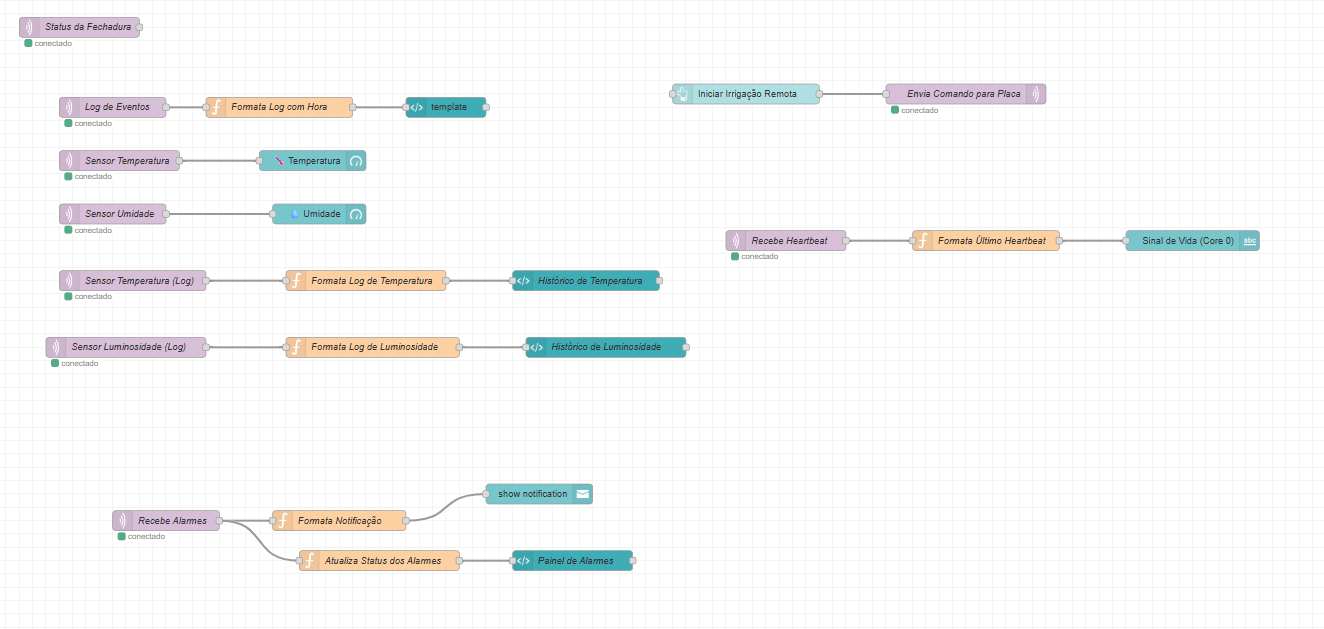 Status da Fechadura
conectado
Iniciar Irrigação Remota
Envia Comando para Placa
conectado
Log de Eventos
Formata Log com Hora
template
conectado
Sensor Temperatura
Temperatura
conectado
Sensor Umidade
Umidade
conectado
Recebe Heartbeat
Formata Último Heartbeat
Sinal de Vida (Core 0)
abc
conectado
Sensor Temperatura (Log)
Formata Log de Temperatura
Histórico de Temperatura
conectado
Sensor Luminosidade (Log)
Formata Log de Luminosidade
Histórico de Luminosidade
conectado
show notification
Recebe Alarmes
Formata Notificação
conectado
Atualiza Status dos Alarmes
Painel de Alarmes